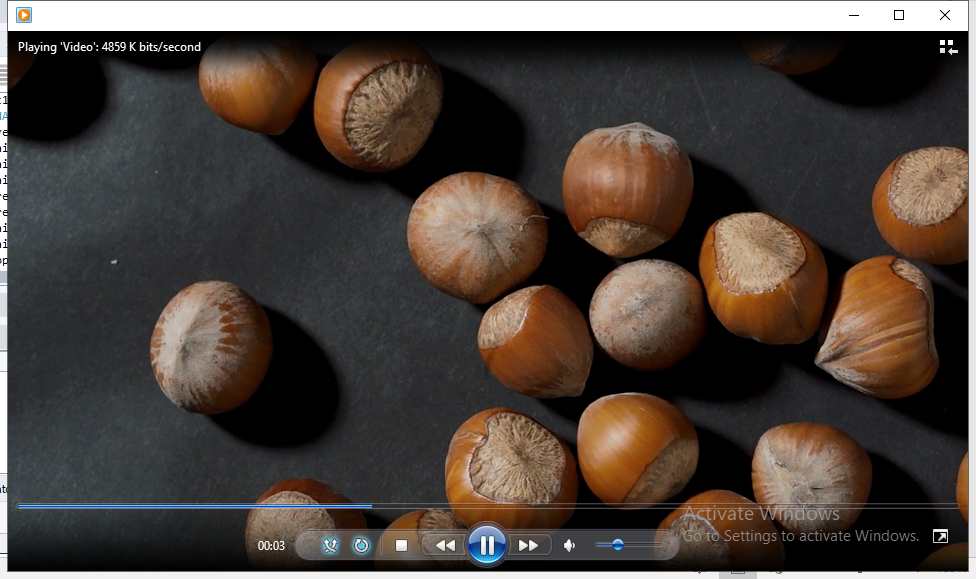 Playing 'Video': 4859 K bits/second
Activate Windows
Go to Settings to activate Windows.
00:03